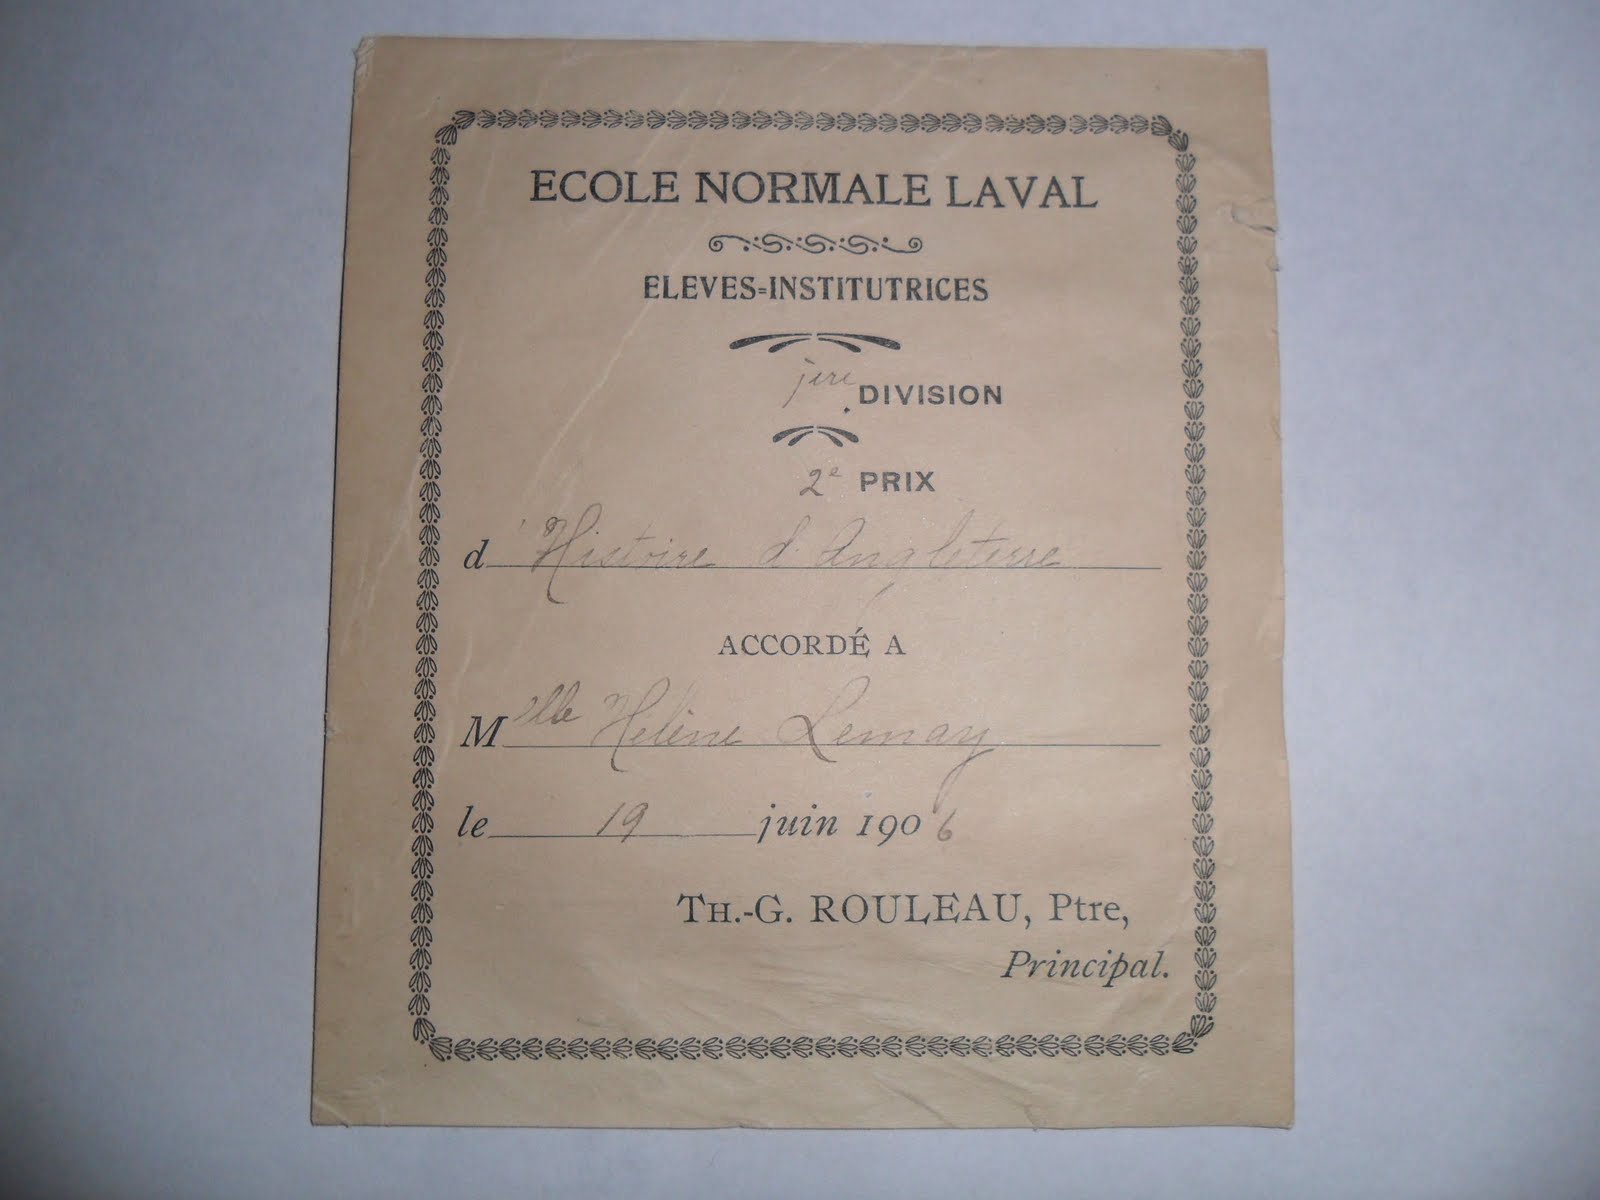 ECOLE NORMALE LAVAL
ELEVES=INSTITUTRICES
1ere DIVISION
2e PRIX
d'Histoire d'Angleterre
ACCORDÉ A
Melle Hélène Lemay
le 19 juin 1906
TH.-G. ROULEAU, Ptre,
Principal.